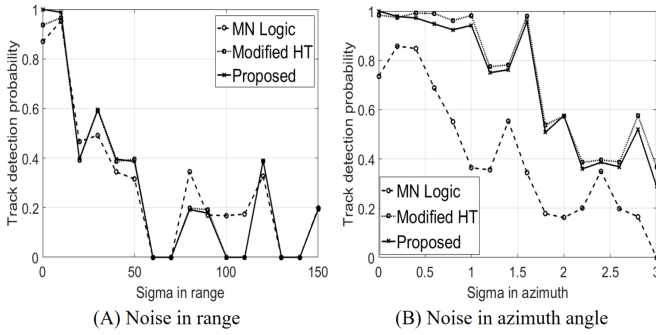 Track detection probability
1
0.8
0.6
0.4
0.2
0
0 50 100 150
Sigma in range
MN Logic
Modified HT
Proposed
(A) Noise in range
Track detection probability
1
0.8
0.6
0.4
0.2
0
0 0.5 1 1.5 2 2.5 3
Sigma in azimuth
MN Logic
Modified HT
Proposed
(B) Noise in azimuth angle